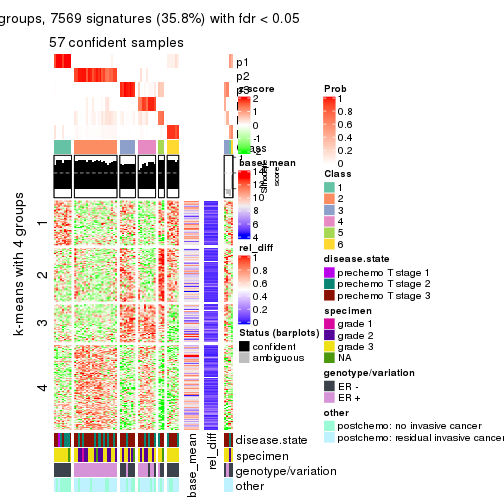 groups, 7569 signatures (35.8%) with fdr < 0.05
57 confident samples
p1
p2
z-score
2
1
0
-1
base_mean
14
12
10
8
6
4
rel_diff
1
0.8
0.6
0.4
0.2
0
Status (barplots)
confident
ambiguous
Prob
1
0.8
0.6
0.4
0.2
0
Class
1
2
3
4
5
6
disease.state
prechemo T stage 1
prechemo T stage 2
prechemo T stage 3
specimen
grade 1
grade 2
grade 3
NA
genotype/variation
ER -
ER +
other
postchemo: no invasive cancer
postchemo: residual invasive cancer
k-means with 4 groups
1
2
3
4
base_mean
rel_diff
disease.state
specimen
genotype/variation
other